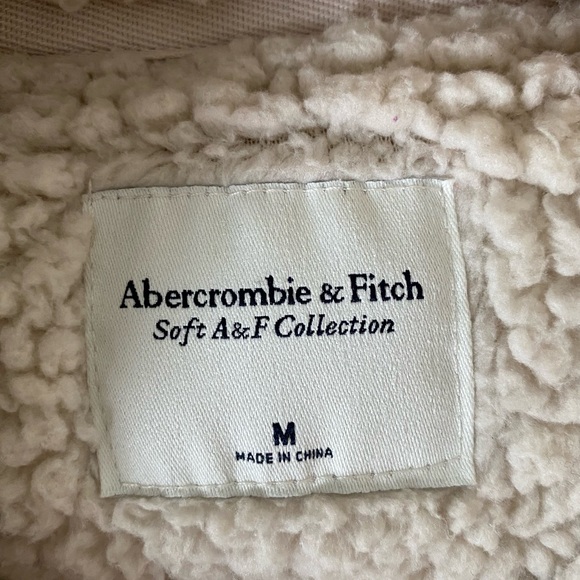 Abercrombie & Fitch
Soft A&F Collection
M
MADE IN CHINA